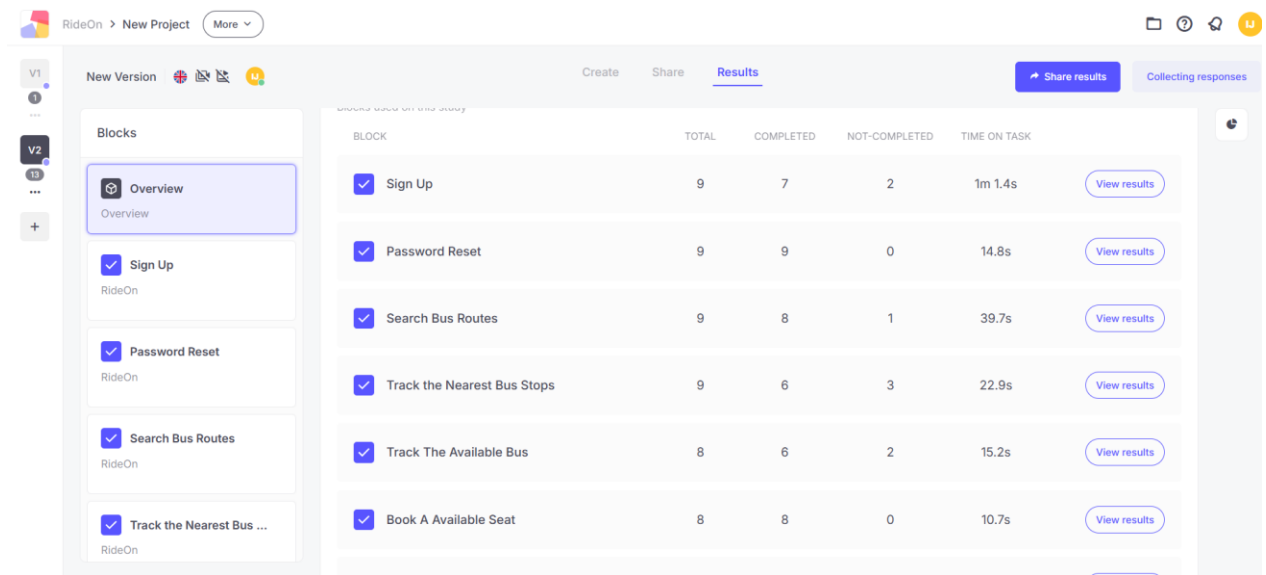 RideOn > New Project More
V1
1
...
V2
13
...
+
New Version
Create Share Results
Share results
Collecting responses
Blocks
Overview
Overview
Sign Up
RideOn
Password Reset
RideOn
Search Bus Routes
RideOn
Track the Nearest Bus ...
RideOn
Blocks used on this study
BLOCK TOTAL COMPLETED NOT-COMPLETED TIME ON TASK
Sign Up 9 7 2 1m 1.4s View results
Password Reset 9 9 0 14.8s View results
Search Bus Routes 9 8 1 39.7s View results
Track the Nearest Bus Stops 9 6 3 22.9s View results
Track The Available Bus 8 6 2 15.2s View results
Book A Available Seat 8 8 0 10.7s View results